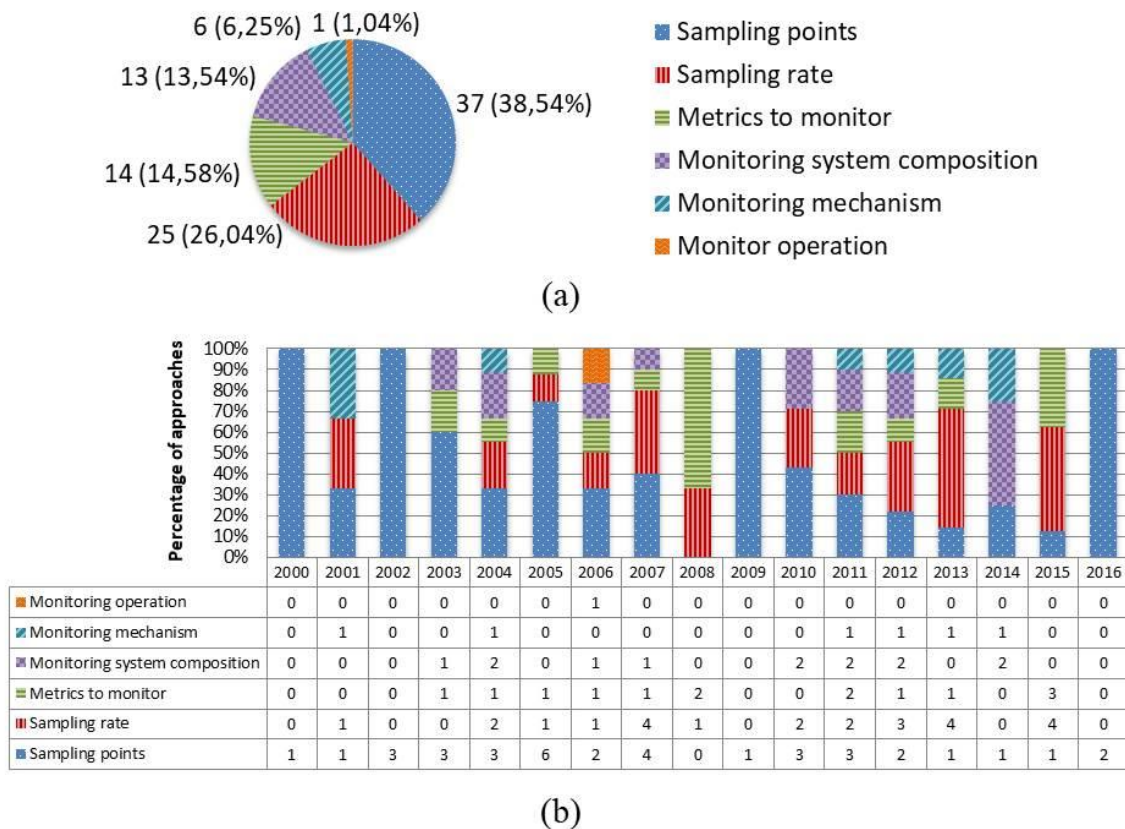 6 (6,25%) 1 (1,04%)
13 (13,54%)
37 (38,54%)
14 (14,58%)
25 (26,04%)
Sampling points
Sampling rate
Metrics to monitor
Monitoring system composition
Monitoring mechanism
Monitor operation
(a)
Percentage of approaches
100%
90%
80%
70%
60%
50%
40%
30%
20%
10%
0%
2000 2001 2002 2003 2004 2005 2006 2007 2008 2009 2010 2011 2012 2013 2014 2015 2016
Monitoring operation 0 0 0 0 0 0 1 0 0 0 0 0 0 0 0 0 0
Monitoring mechanism 0 1 0 0 1 0 0 0 0 0 0 1 1 1 1 0 0
Monitoring system composition 0 0 0 1 2 0 1 1 0 0 2 2 2 0 2 0 0
Metrics to monitor 0 0 0 1 1 1 1 1 2 0 0 2 1 1 0 3 0
Sampling rate 0 1 0 0 2 1 1 4 1 0 2 2 3 4 0 4 0
Sampling points 1 1 3 3 3 6 2 4 0 1 3 3 2 1 1 1 2
(b)